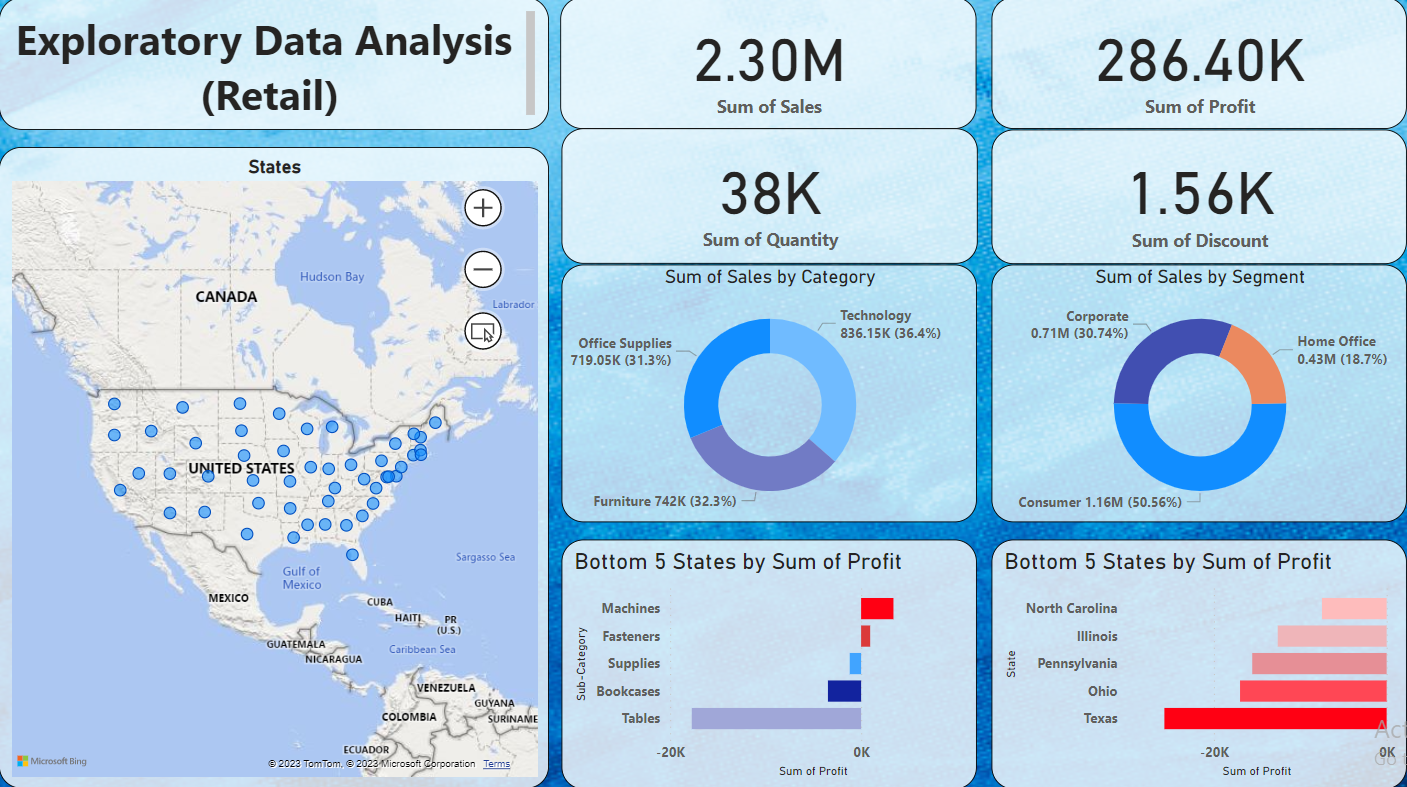 Exploratory Data Analysis
(Retail)
2.30M
Sum of Sales
286.40K
Sum of Profit
38K
Sum of Quantity
1.56K
Sum of Discount
States
Hudson Bay
CANADA
Labrador
UNITED STATES
Sargasso Sea
Gulf of
Mexico
MEXICO
CUBA
HAITI
PR
(U.S.)
GUATEMALA
Caribbean Sea
NICARAGUA
VENEZUELA
GUYANA
COLOMBIA
SURINAME
ECUADOR
Microsoft Bing
© 2023 TomTom, © 2023 Microsoft Corporation Terms
Sum of Sales by Category
Technology
836.15K (36.4%)
Office Supplies
719.05K (31.3%)
Furniture 742K (32.3%)
Sum of Sales by Segment
Corporate
0.71M (30.74%)
Home Office
0.43M (18.7%)
Consumer 1.16M (50.56%)
Bottom 5 States by Sum of Profit
Sub-Category
Machines
Fasteners
Supplies
Bookcases
Tables
-20K
0K
Sum of Profit
Bottom 5 States by Sum of Profit
State
North Carolina
Illinois
Pennsylvania
Ohio
Texas
-20K
0K
Sum of Profit